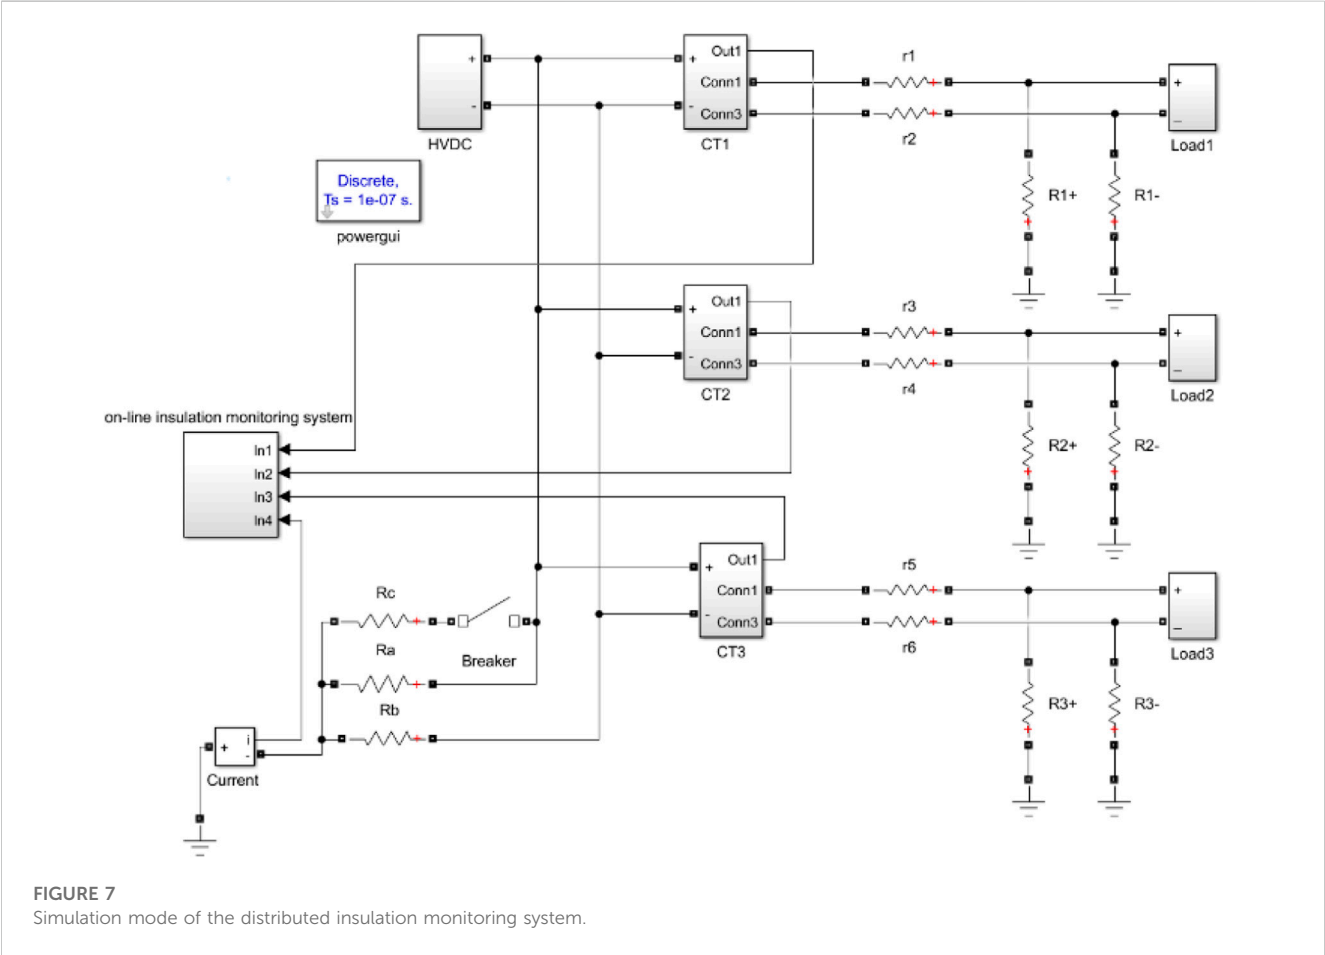 +
-
HVDC
+
-
Out1
Conn1
Conn3
CT1
r1
r2
+
_
Load1
R1+
R1-
Discrete,
Ts = 1e-07 s.
powergui
+
-
Out1
Conn1
Conn3
CT2
r3
r4
+
_
Load2
R2+
R2-
on-line insulation monitoring system
In1
In2
In3
In4
+
-
Out1
Conn1
Conn3
CT3
r5
r6
+
_
Load3
R3+
R3-
Rc
Breaker
Ra
Rb
+
i
-
Current
FIGURE 7
Simulation mode of the distributed insulation monitoring system.